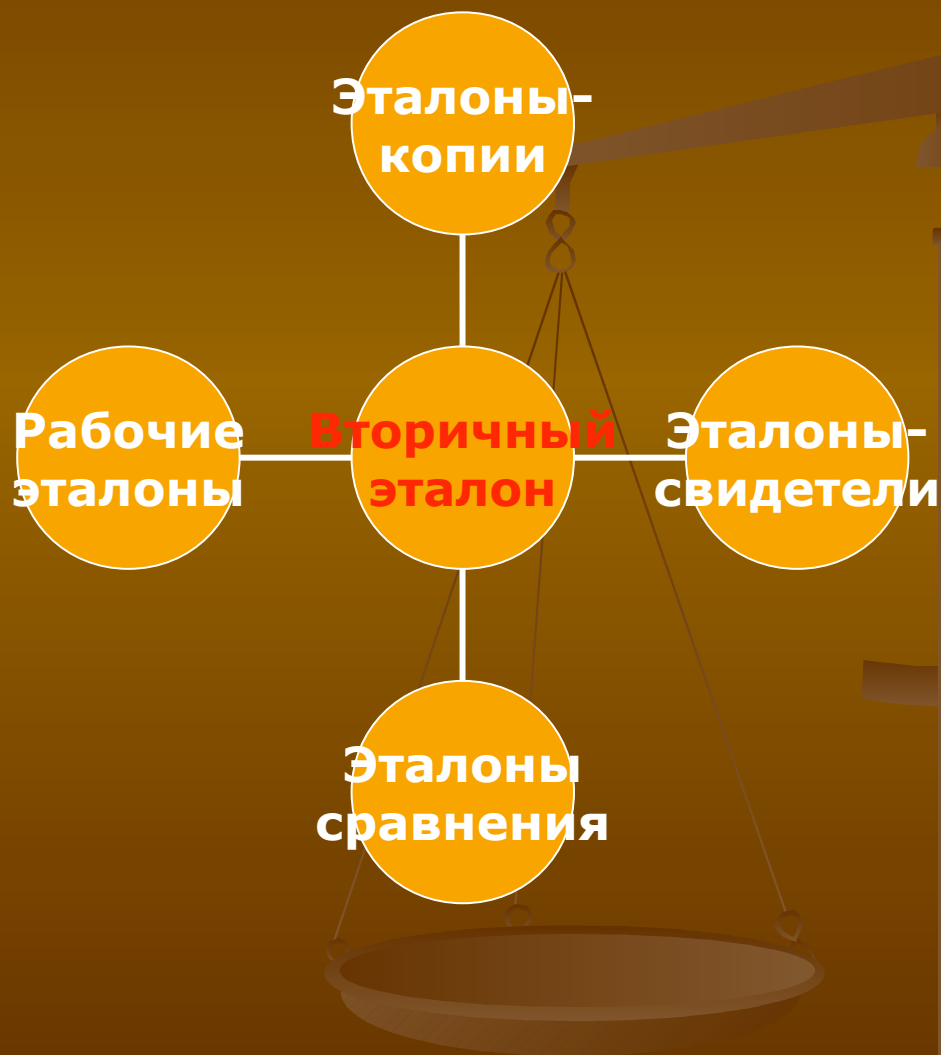 Эталоны-
копии
Рабочие
эталоны
Вторичный
эталон
Эталоны-
свидетели
Эталоны
сравнения